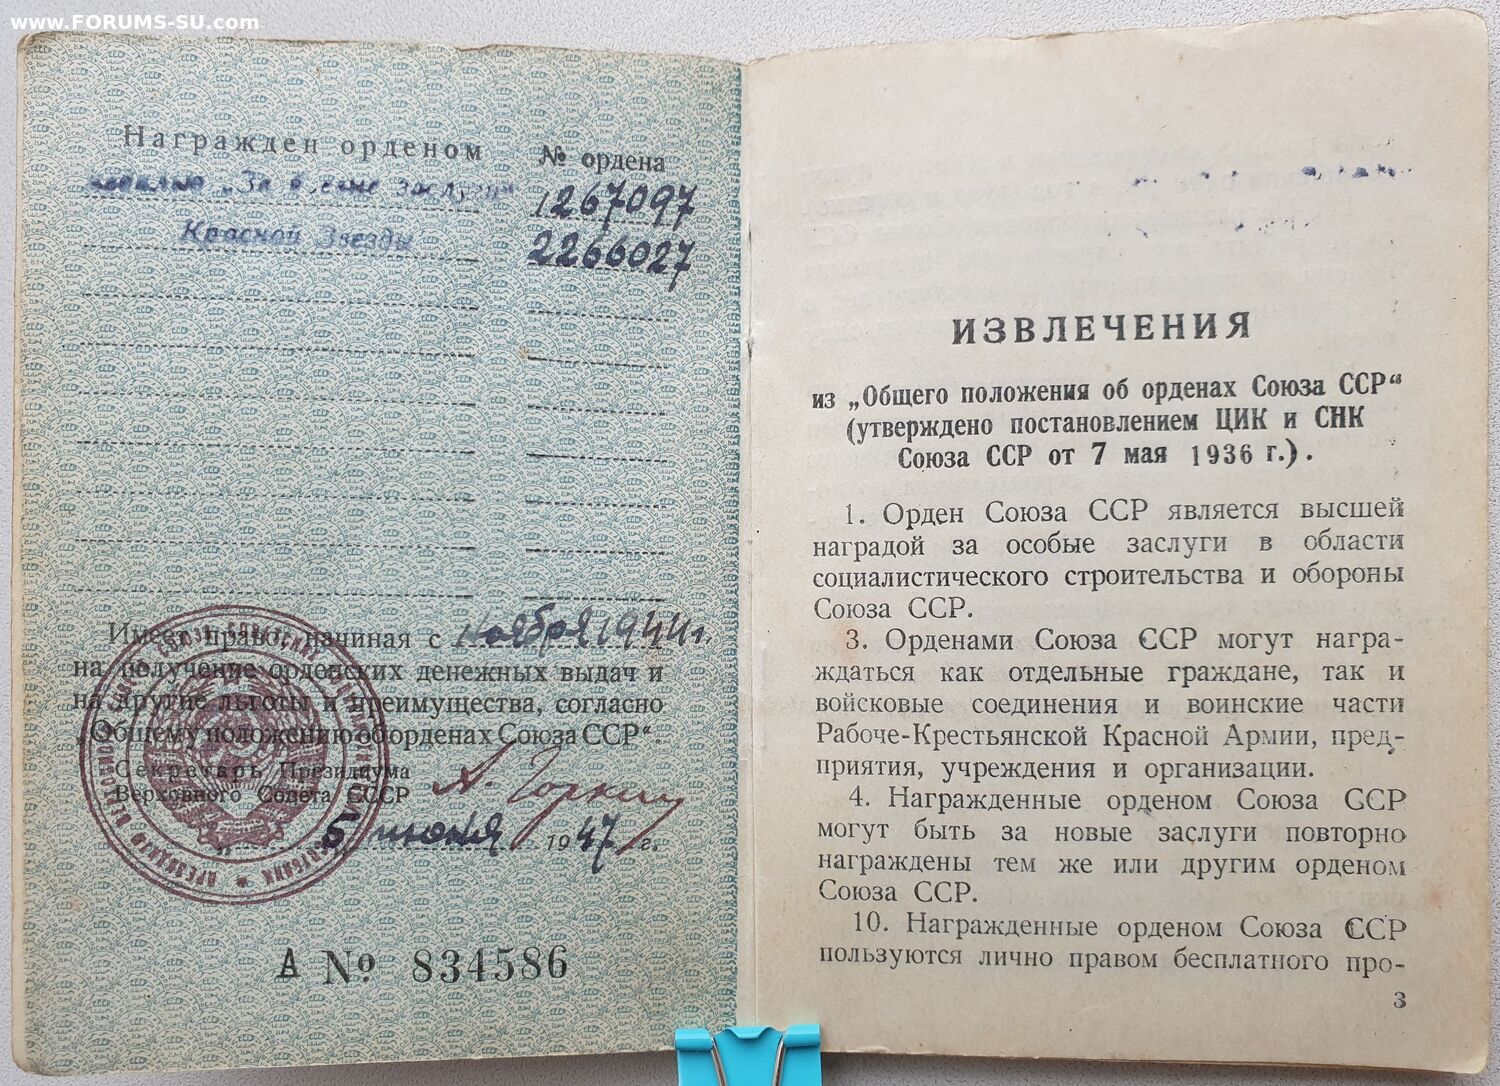 www.FORUMS-SU.com
Награжден орденом
№ ордена
медалью „За боевые заслуги“
1267097
Красной Звезды
2266027
Имеет право начиная с ноября 1944 г.
на получение орденских денежных выдач и
на другие льготы и преимущества, согласно
„Общему положению об орденах Союза ССР“.
Секретарь Президиума
Верховного Совета СССР
А. Горкин
5 июня 1947 г.
А № 834586
ИЗВЛЕЧЕНИЯ
из „Общего положения об орденах Союза ССР“
(утверждено постановлением ЦИК и СНК
Союза ССР от 7 мая 1936 г.).
1. Орден Союза ССР является высшей
наградой за особые заслуги в области
социалистического строительства и обороны
Союза ССР.
3. Орденами Союза ССР могут награ-
ждаться как отдельные граждане, так и
войсковые соединения и воинские части
Рабоче-Крестьянской Красной Армии, пред-
приятия, учреждения и организации.
4. Награжденные орденом Союза ССР
могут быть за новые заслуги повторно
награждены тем же или другим орденом
Союза ССР.
10. Награжденные орденом Союза ССР
пользуются лично правом бесплатного про-
3